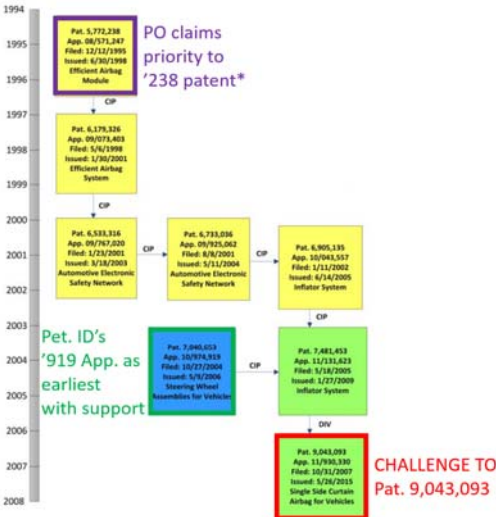 1994
1995
1996
1997
1998
1999
2000
2001
2002
2003
2004
2005
2006
2007
2008
Pat. 5,772,238
App. 08/571,247
Filed: 12/12/1995
Issued: 6/30/1998
Efficient Airbag
Module
PO claims
priority to
'238 patent*
CIP
Pat. 6,179,326
App. 09/073,403
Filed: 5/6/1998
Issued: 1/30/2001
Efficient Airbag
System
CIP
Pat. 6,533,316
App. 09/767,020
Filed: 1/23/2001
Issued: 3/18/2003
Automotive Electronic
Safety Network
CIP
Pat. 6,733,036
App. 09/925,062
Filed: 8/8/2001
Issued: 5/11/2004
Automotive Electronic
Safety Network
CIP
Pat. 6,905,135
App. 10/043,557
Filed: 1/11/2002
Issued: 6/14/2005
Inflator System
CIP
Pet. ID's
'919 App. as
earliest
with support
Pat. 7,040,653
App. 10/974,919
Filed: 10/27/2004
Issued: 5/9/2006
Steering Wheel
Assemblies for Vehicles
CIP
Pat. 7,481,453
App. 11/131,623
Filed: 5/18/2005
Issued: 1/27/2009
Inflator System
DIV
Pat. 9,043,093
App. 11/930,330
Filed: 10/31/2007
Issued: 5/26/2015
Single Side Curtain
Airbag for Vehicles
CHALLENGE TO
Pat. 9,043,093